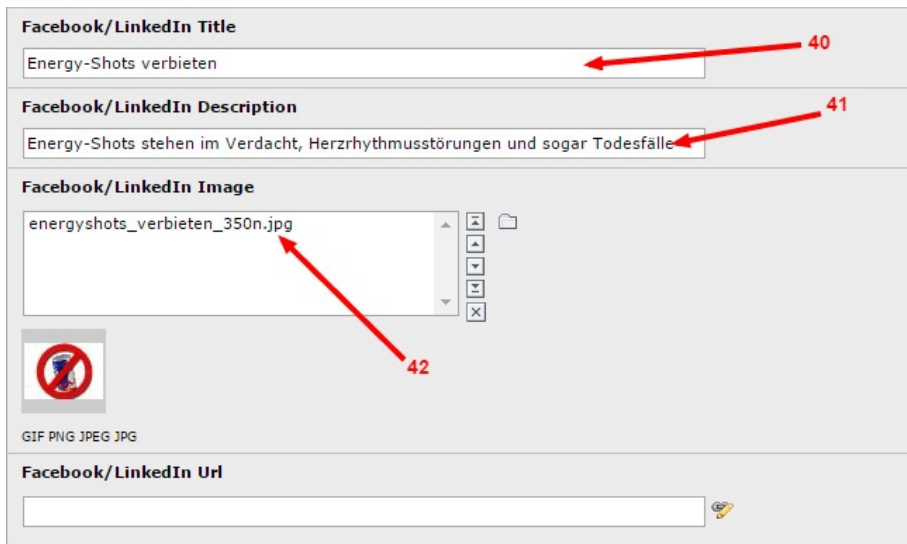 Facebook/LinkedIn Title
40
Energy-Shots verbieten
Facebook/LinkedIn Description
41
Energy-Shots stehen im Verdacht, Herzrhythmusstörungen und sogar Todesfälle
Facebook/LinkedIn Image
energyshots_verbieten_350n.jpg
42
GIF PNG JPEG JPG
Facebook/LinkedIn Url